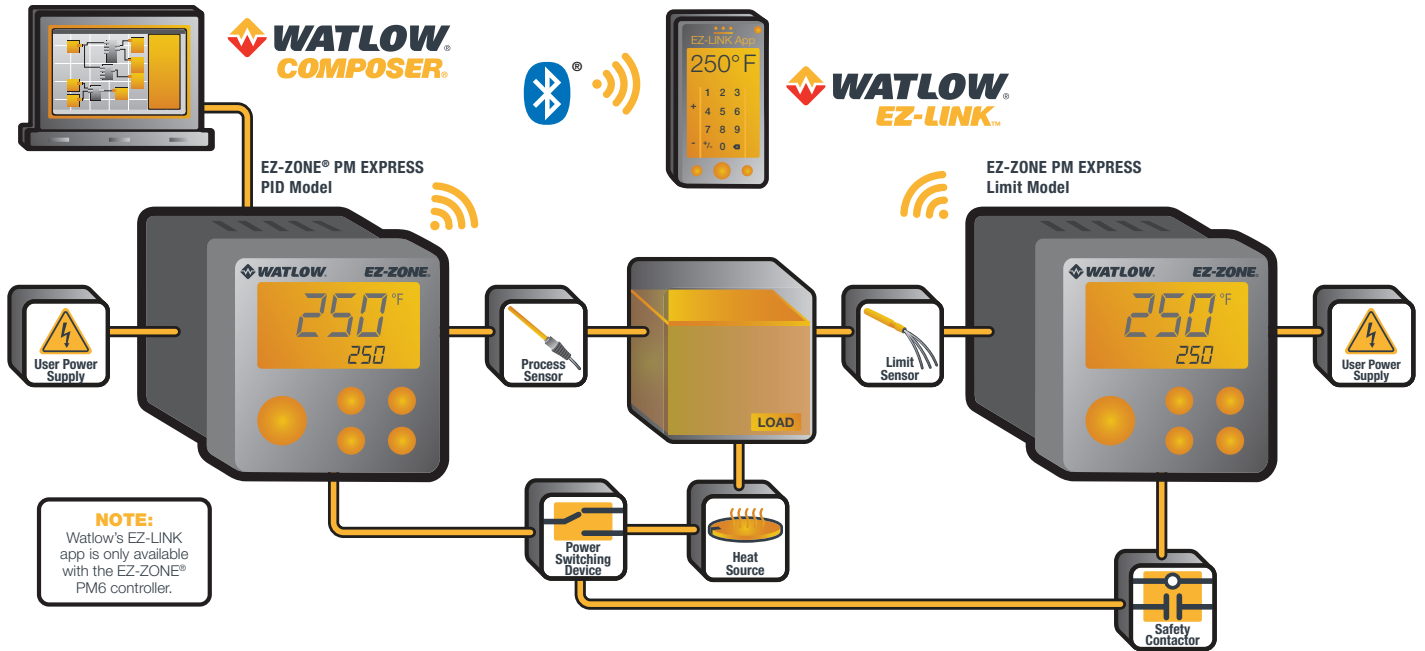 WATLOW®
COMPOSER®
®
EZ-LINK App
250°F
1 2 3
+ 4 5 6
7 8 9
- +/- 0
WATLOW®
EZ-LINK™
EZ-ZONE® PM EXPRESS
PID Model
EZ-ZONE PM EXPRESS
Limit Model
WATLOW® EZ-ZONE®
250 °F
250
User Power
Supply
Process
Sensor
LOAD
Limit
Sensor
WATLOW® EZ-ZONE®
250 °F
250
User Power
Supply
NOTE:
Watlow's EZ-LINK
app is only available
with the EZ-ZONE®
PM6 controller.
Power
Switching
Device
Heat
Source
Safety
Contactor